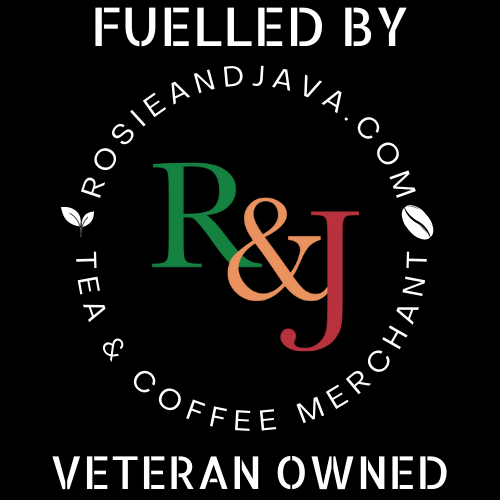 FUELLED BY
ROSIEANDJAVA.COM
R&J
TEA & COFFEE MERCHANT
VETERAN OWNED